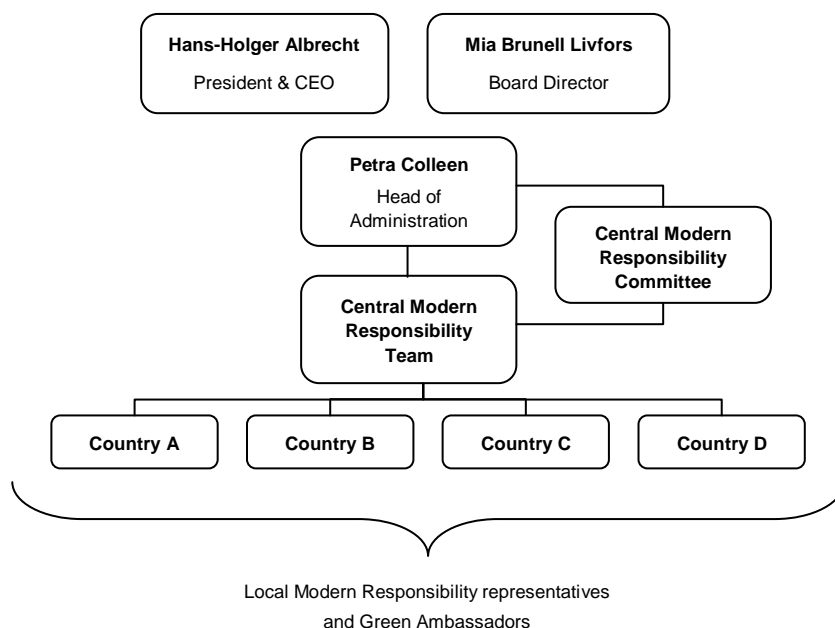 Hans-Holger Albrecht
President & CEO
Mia Brunell Livfors
Board Director
Petra Colleen
Head of
Administration
Central Modern
Responsibility
Committee
Central Modern
Responsibility
Team
Country A
Country B
Country C
Country D
Local Modern Responsibility representatives
and Green Ambassadors